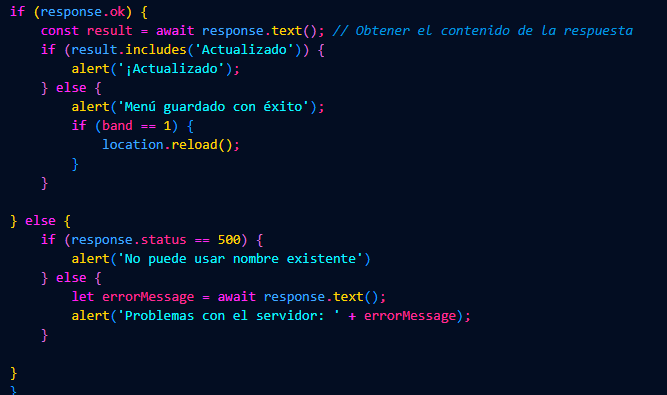 if (response.ok) {
    const result = await response.text(); // Obtener el contenido de la respuesta
    if (result.includes('Actualizado')) {
        alert('¡Actualizado');
    } else {
        alert('Menú guardado con éxito');
        if (band == 1) {
            location.reload();
        }
    }

} else {
    if (response.status == 500) {
        alert('No puede usar nombre existente')
    } else {
        let errorMessage = await response.text();
        alert('Problemas con el servidor: ' + errorMessage);
    }

}
}